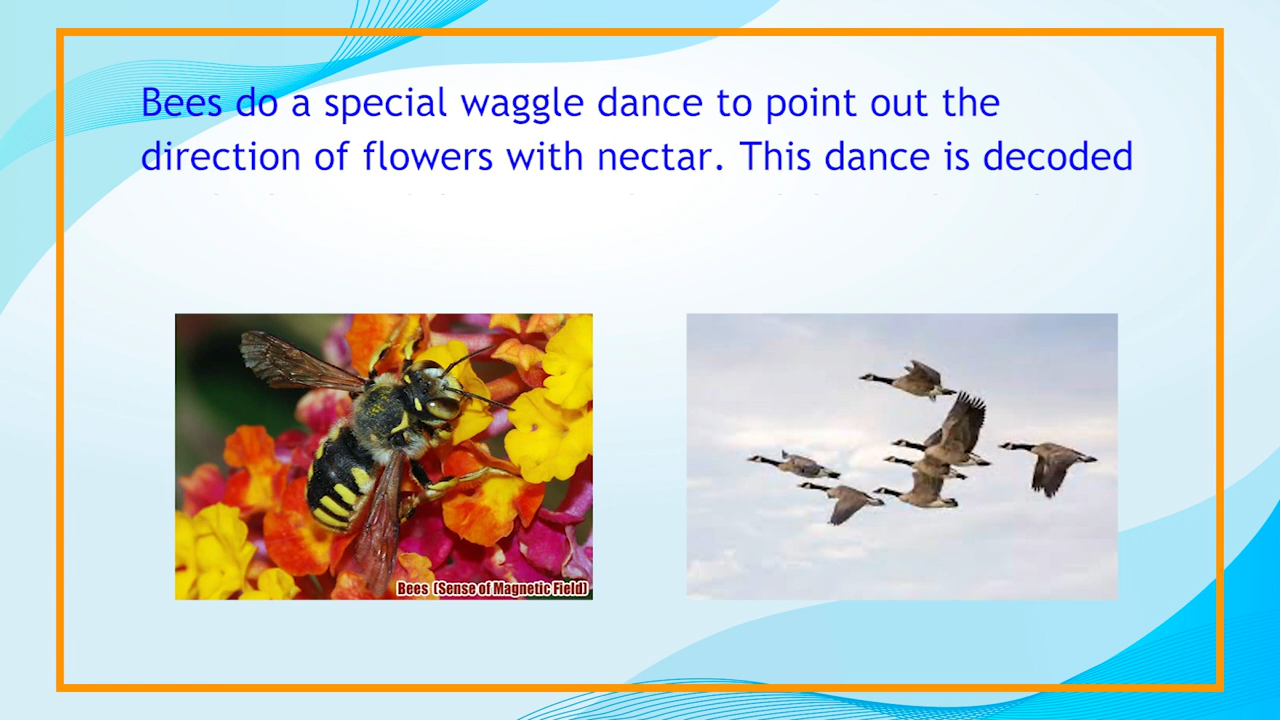 Bees do a special waggle dance to point out the
direction of flowers with nectar. This dance is decoded
Bees (Sense of Magnetic Field)